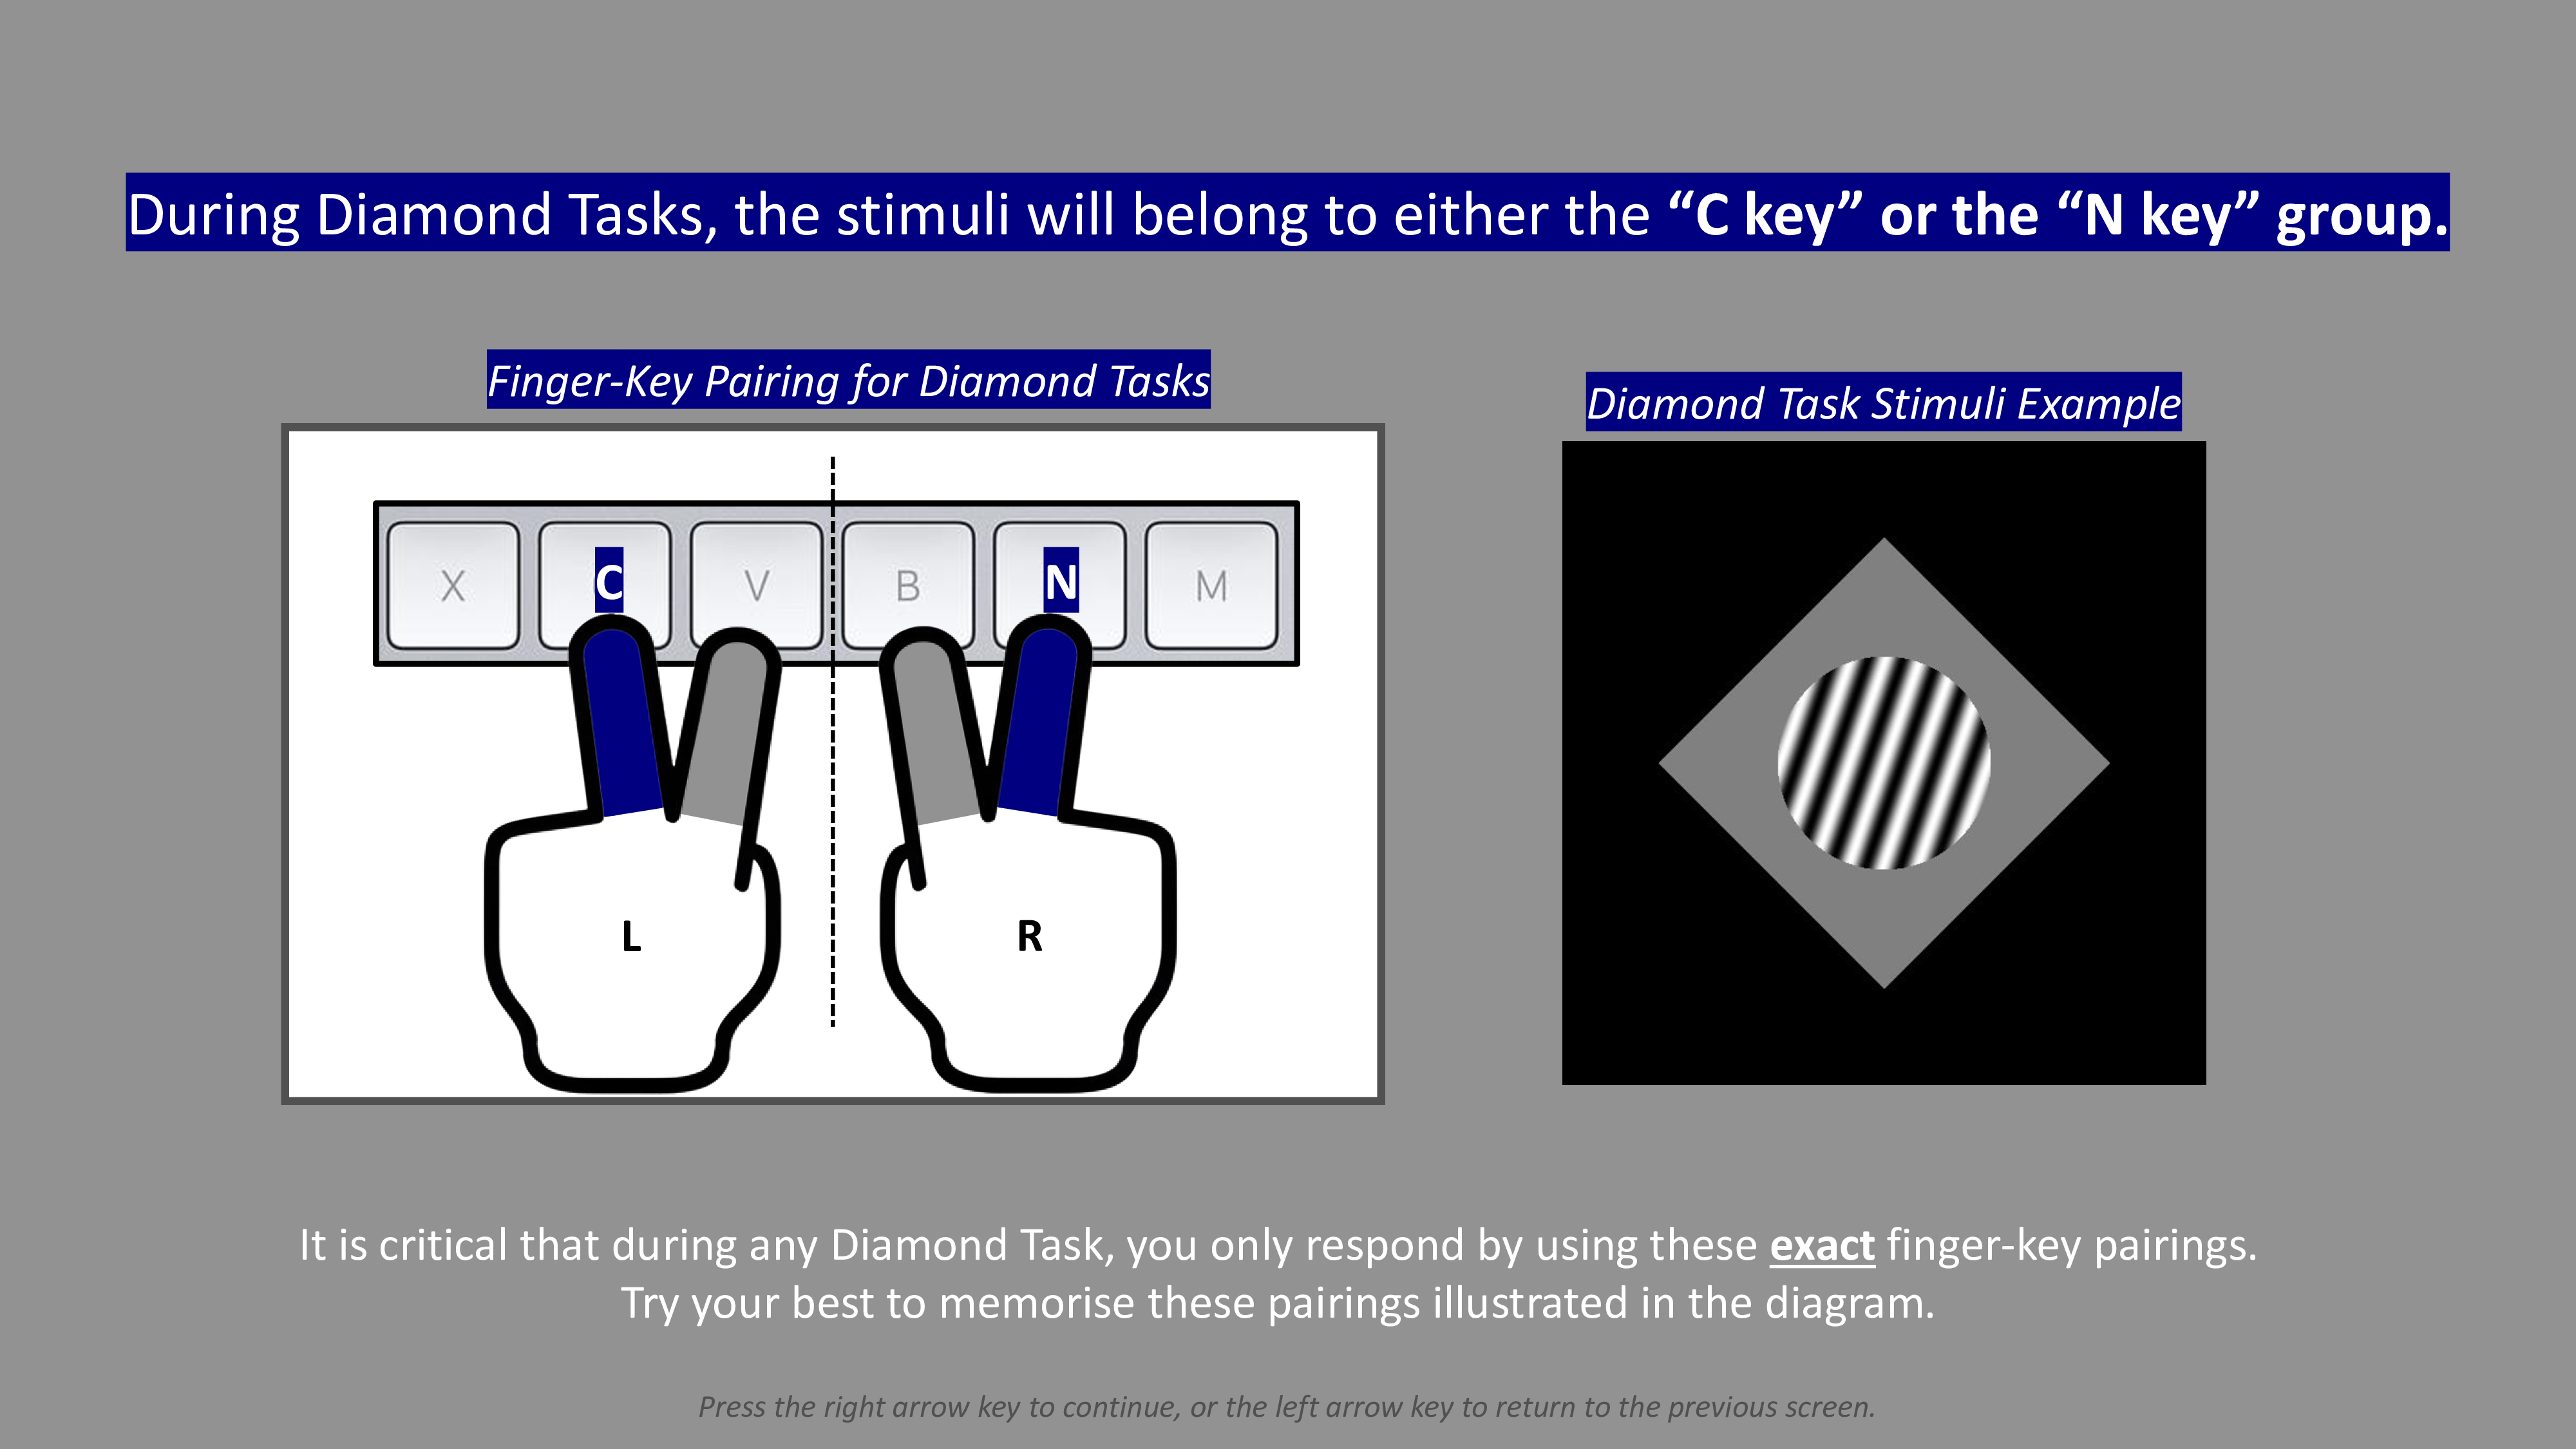 During Diamond Tasks, the stimuli will belong to either the “C key” or the “N key” group.
Finger-Key Pairing for Diamond Tasks
X C V B N M
L R
Diamond Task Stimuli Example
It is critical that during any Diamond Task, you only respond by using these exact finger-key pairings.
Try your best to memorise these pairings illustrated in the diagram.
Press the right arrow key to continue, or the left arrow key to return to the previous screen.